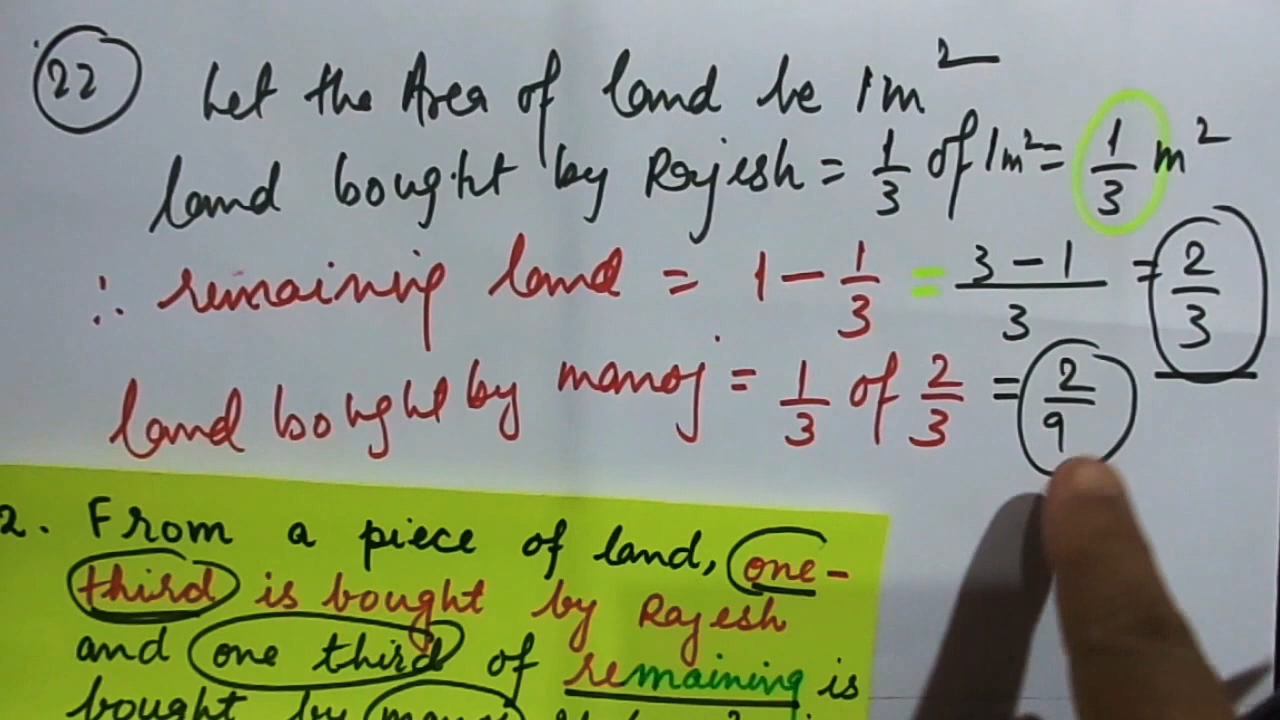 22 Let the Area of land be 1m²
land bought by Rajesh = 1/3 of 1m² = 1/3 m²
∴ remaining land = 1 - 1/3 = 3-1/3 = 2/3
land bought by manoj = 1/3 of 2/3 = 2/9
2. From a piece of land, one-
third is bought by Rajesh
and one third of remaining is
bought by manoj